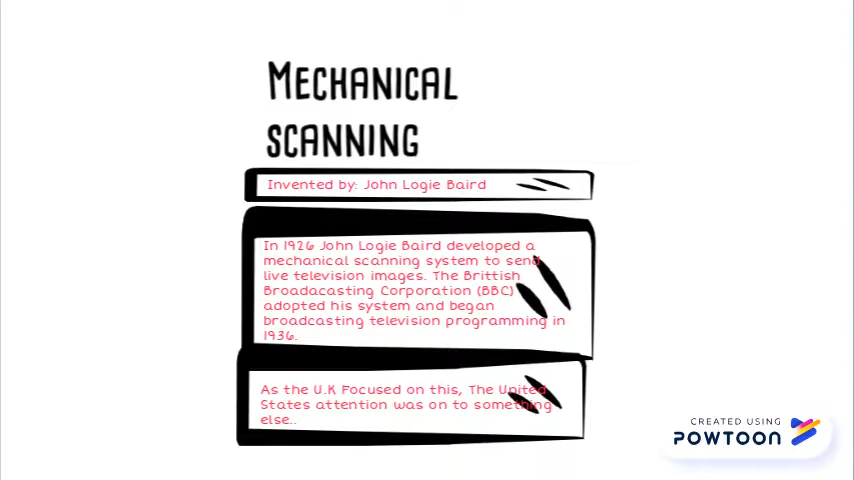 MECHANICAL
SCANNING
Invented by: John Logie Baird
In 1926 John Logie Baird developed a
mechanical scanning system to send
live television images. The Brittish
Broadacasting Corporation (BBC)
adopted his system and began
broadcasting television programming in
1936.
As the U.K Focused on this, The United
States attention was on to something
else..
CREATED USING
POWTOON